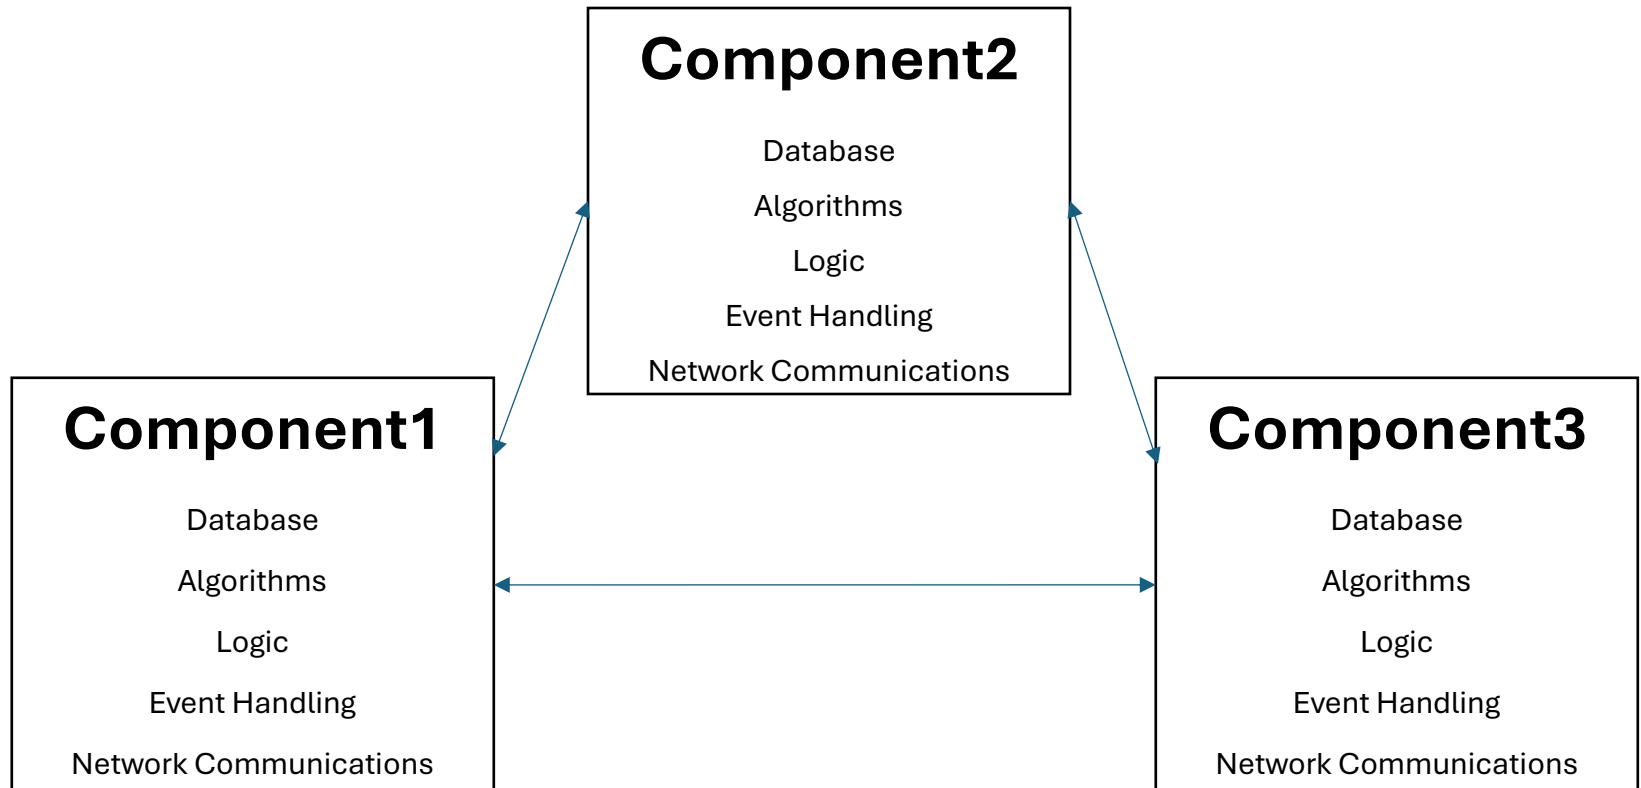 Component2
Database
Algorithms
Logic
Event Handling
Network Communications
Component1
Database
Algorithms
Logic
Event Handling
Network Communications
Component3
Database
Algorithms
Logic
Event Handling
Network Communications